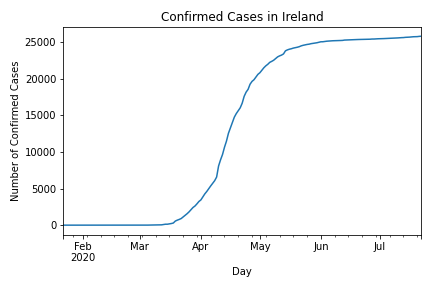 Confirmed Cases in Ireland
Number of Confirmed Cases
25000
20000
15000
10000
5000
0
Feb Mar Apr May Jun Jul
2020
Day